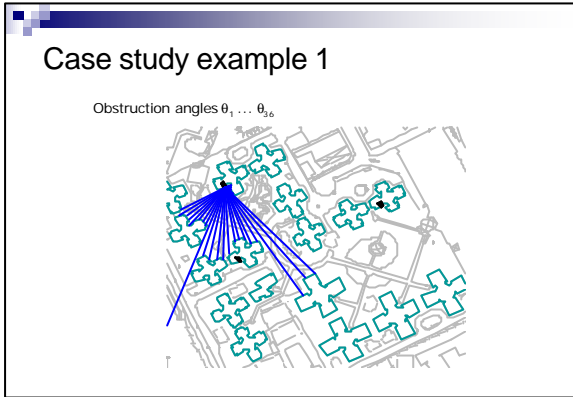 Case study example 1
Obstruction angles θ₁ … θ₃₆